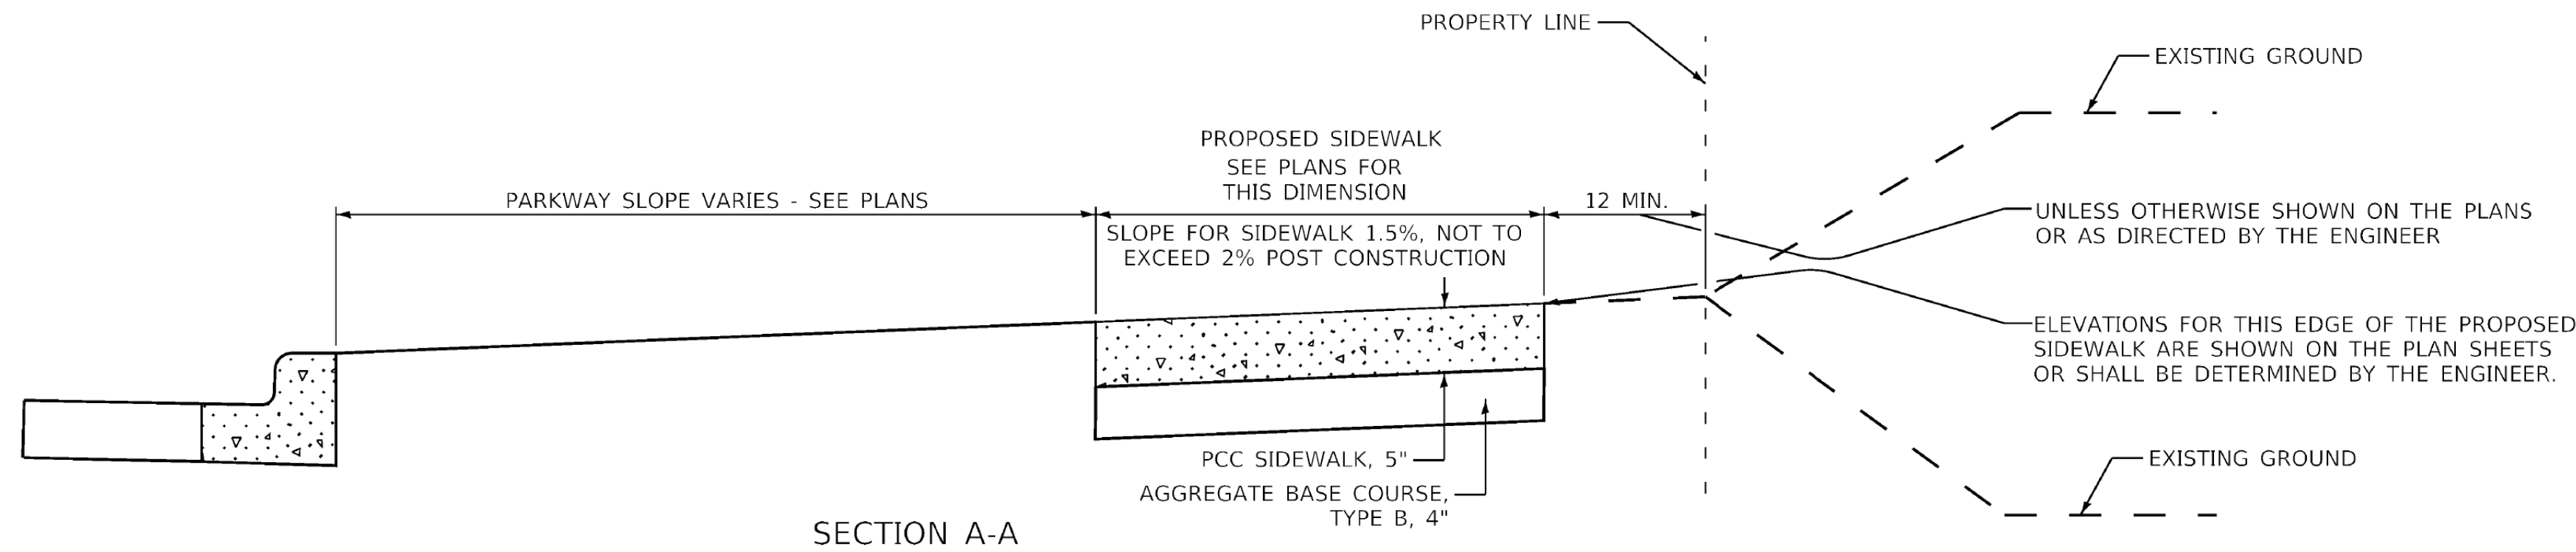 PROPERTY LINE
EXISTING GROUND
PROPOSED SIDEWALK
SEE PLANS FOR
THIS DIMENSION
PARKWAY SLOPE VARIES - SEE PLANS
12 MIN.
UNLESS OTHERWISE SHOWN ON THE PLANS
OR AS DIRECTED BY THE ENGINEER
SLOPE FOR SIDEWALK 1.5%, NOT TO
EXCEED 2% POST CONSTRUCTION
ELEVATIONS FOR THIS EDGE OF THE PROPOSED
SIDEWALK ARE SHOWN ON THE PLAN SHEETS
OR SHALL BE DETERMINED BY THE ENGINEER.
PCC SIDEWALK, 5"
EXISTING GROUND
AGGREGATE BASE COURSE,
TYPE B, 4"
SECTION A-A